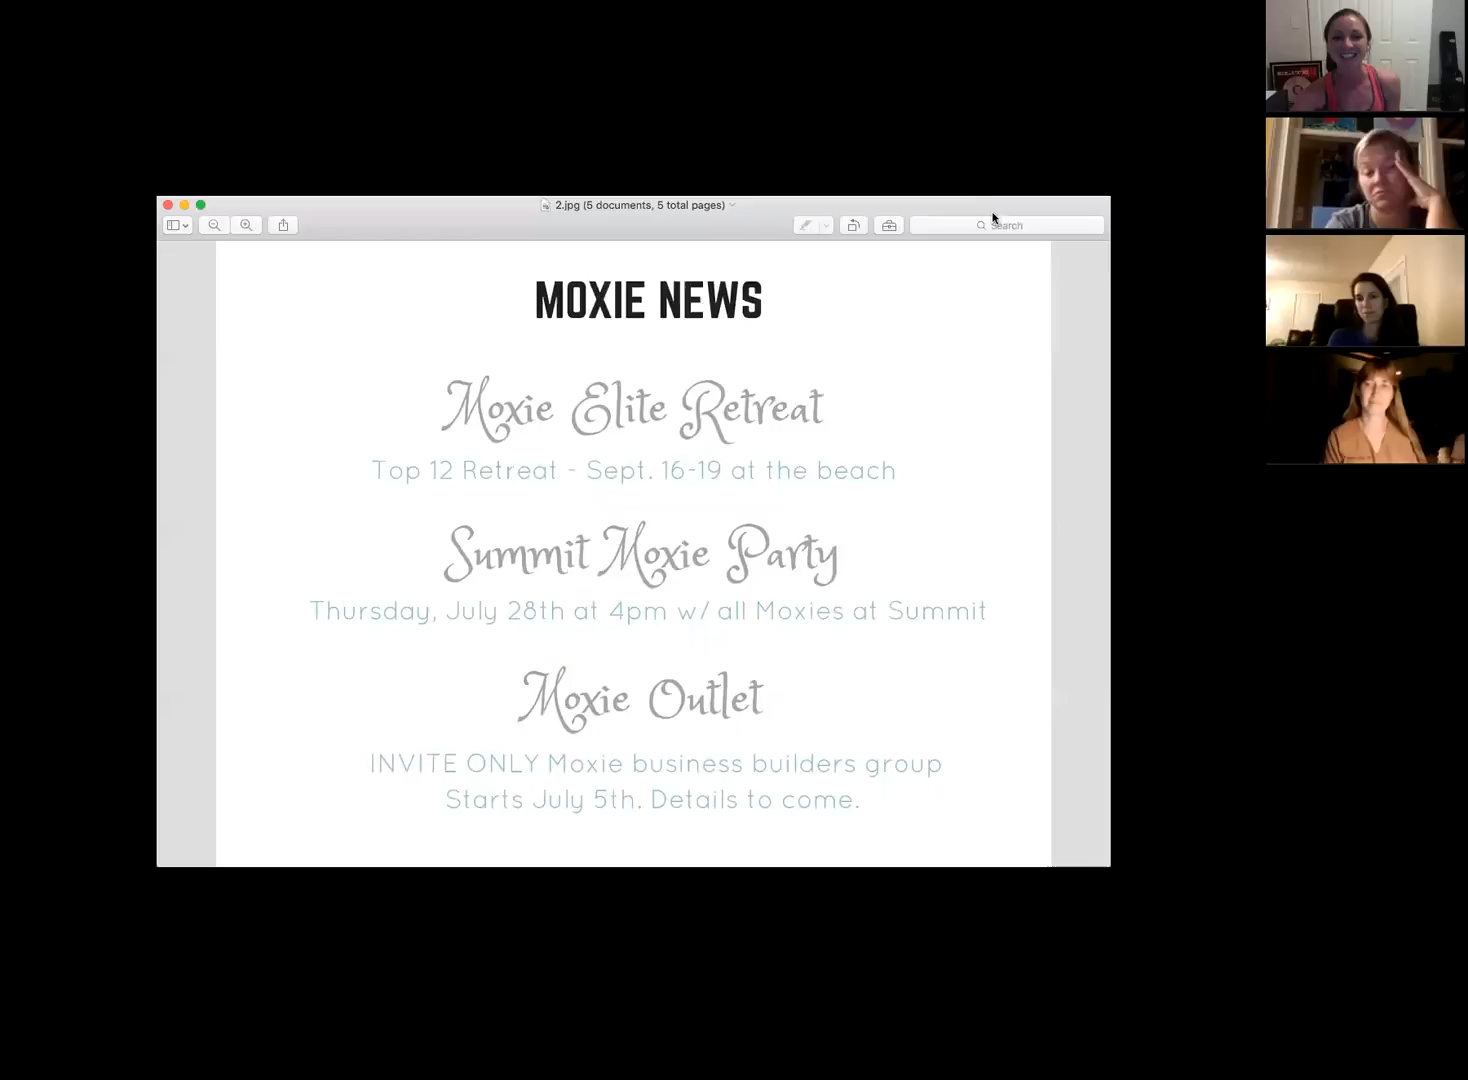 2.jpg (5 documents, 5 total pages)
Search
MOXIE NEWS
Moxie Elite Retreat
Top 12 Retreat - Sept. 16-19 at the beach
Summit Moxie Party
Thursday, July 28th at 4pm w/ all Moxies at Summit
Moxie Outlet
INVITE ONLY Moxie business builders group
Starts July 5th. Details to come.
ELITE